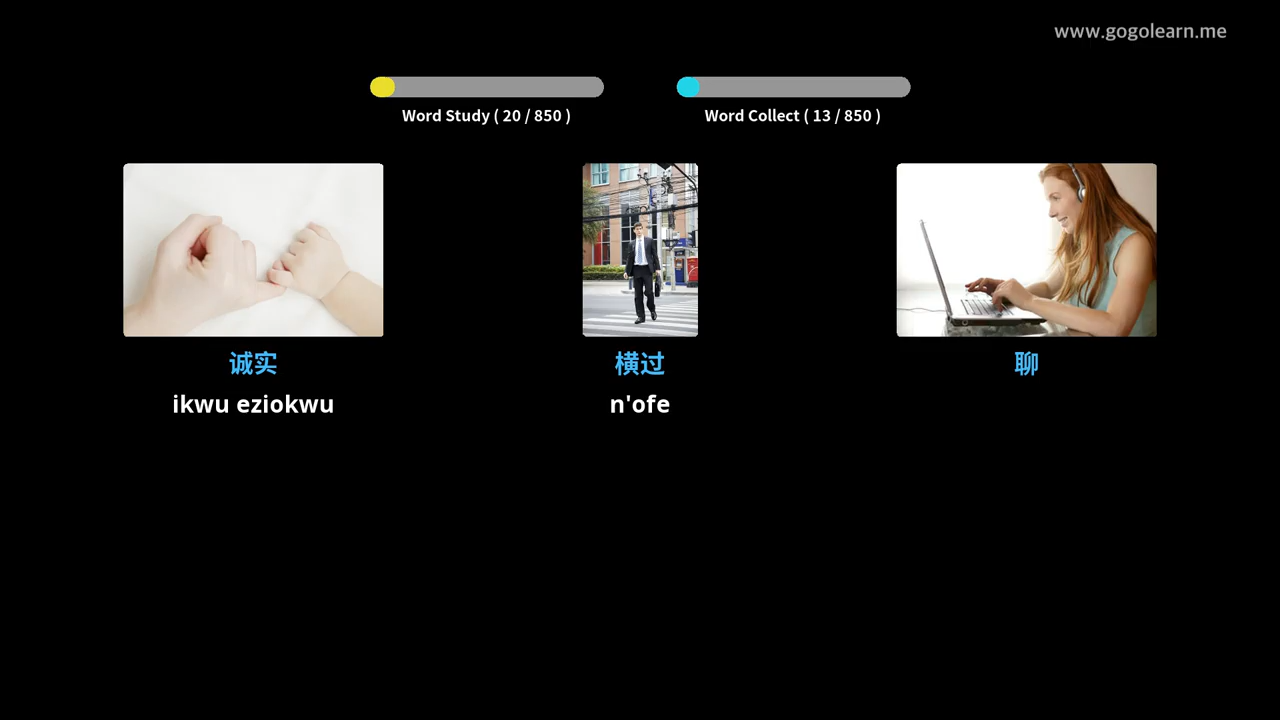 www.gogolearn.me
Word Study ( 20 / 850 )
Word Collect ( 13 / 850 )
诚实
横过
聊
ikwu eziokwu
n'ofe